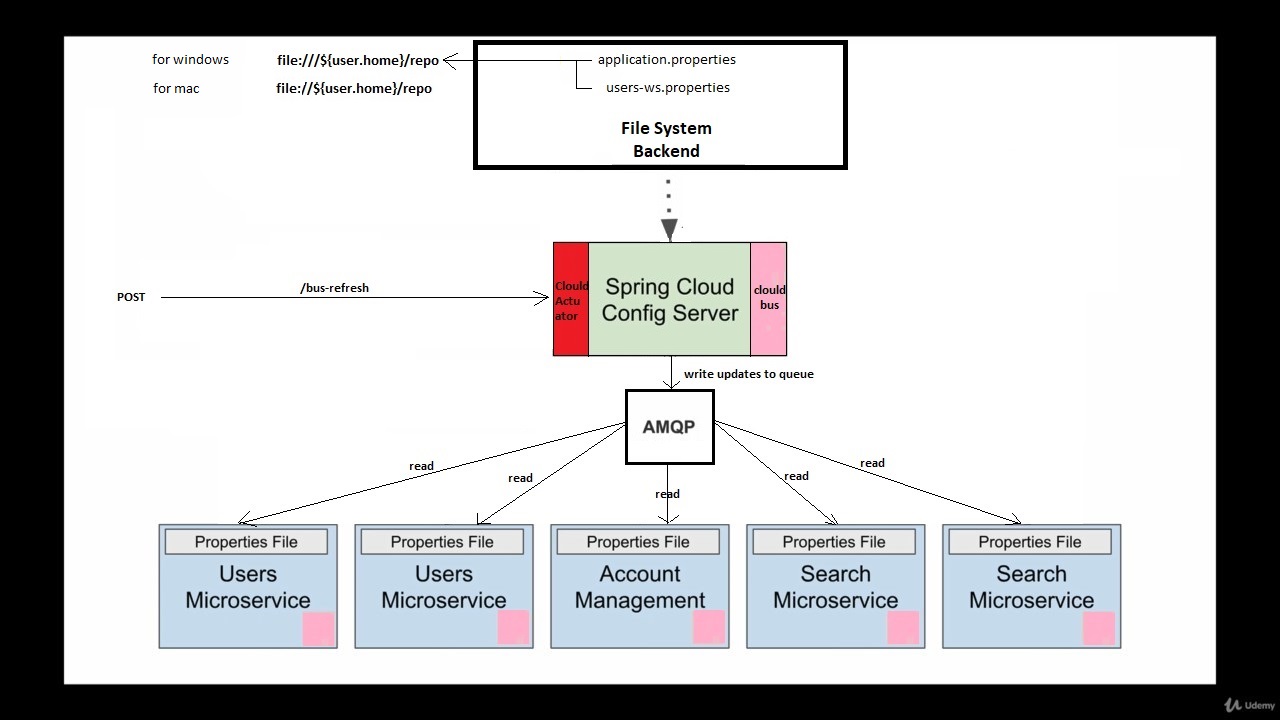 for windows file:///${user.home}/repo application.properties
for mac file://${user.home}/repo users-ws.properties
File System
Backend
POST /bus-refresh
Clould
Actu
ator
Spring Cloud
Config Server
clould
bus
write updates to queue
AMQP
read
read
read
read
read
Properties File
Users
Microservice
Properties File
Users
Microservice
Properties File
Account
Management
Properties File
Search
Microservice
Properties File
Search
Microservice
Udemy